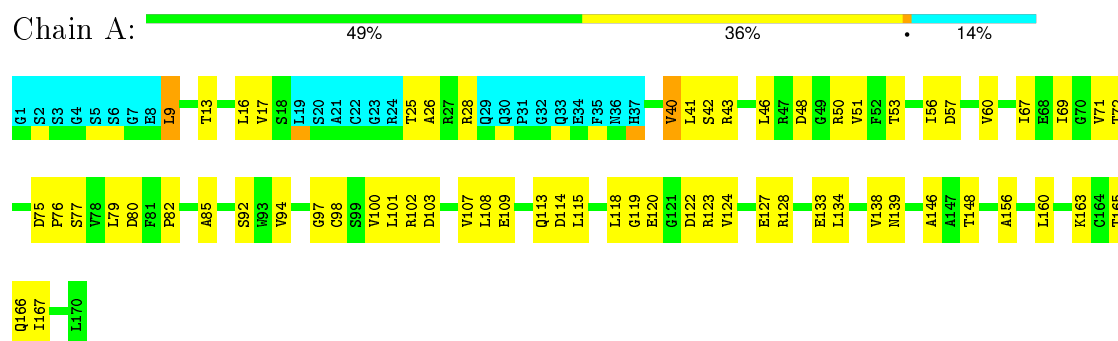 Chain A:
49% 36% • 14%
G1 S2 S3 G4 S5 S6 G7 E8 L9 T13 L16 V17 S18 L19 S20 A21 C22 G23 R24 T25 A26 R27 R28 Q29 Q30 P31 G32 Q33 E34 F35 N36 H37 V40 L41 S42 R43 L46 R47 D48 G49 R50 V51 F52 T53 I56 D57 V60 I67 E68 I69 G70 V71 T72
D75 P76 S77 V78 L79 D80 F81 P82 A85 S92 W93 V94 G97 C98 S99 V100 L101 R102 D103 V107 L108 E109 Q113 D114 L115 L118 G119 E120 G121 D122 R123 V124 E127 R128 E133 L134 V138 N139 A146 A147 T148 A156 L160 K163 C164 T165
Q166 I167 L170